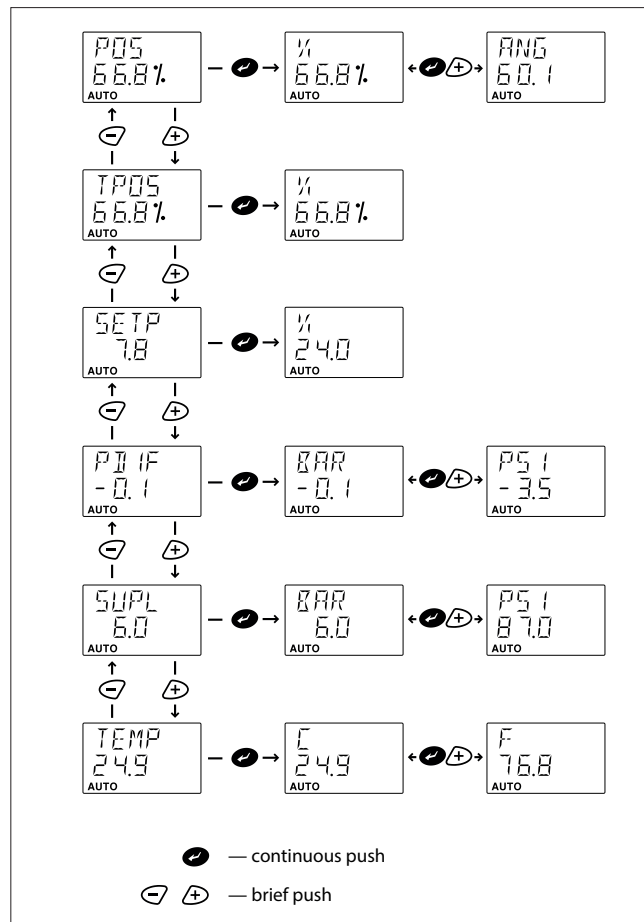 POS % ANG
66.8% 66.8% 60.1
AUTO AUTO AUTO
TPOS %
66.8% 66.8%
AUTO AUTO
SETP %
7.8 24.0
AUTO AUTO
PDIF BAR PSI
-0.1 -0.1 -3.5
AUTO AUTO AUTO
SUPL BAR PSI
6.0 6.0 87.0
AUTO AUTO AUTO
TEMP C F
24.9 24.9 76.8
AUTO AUTO AUTO
— continuous push
— brief push